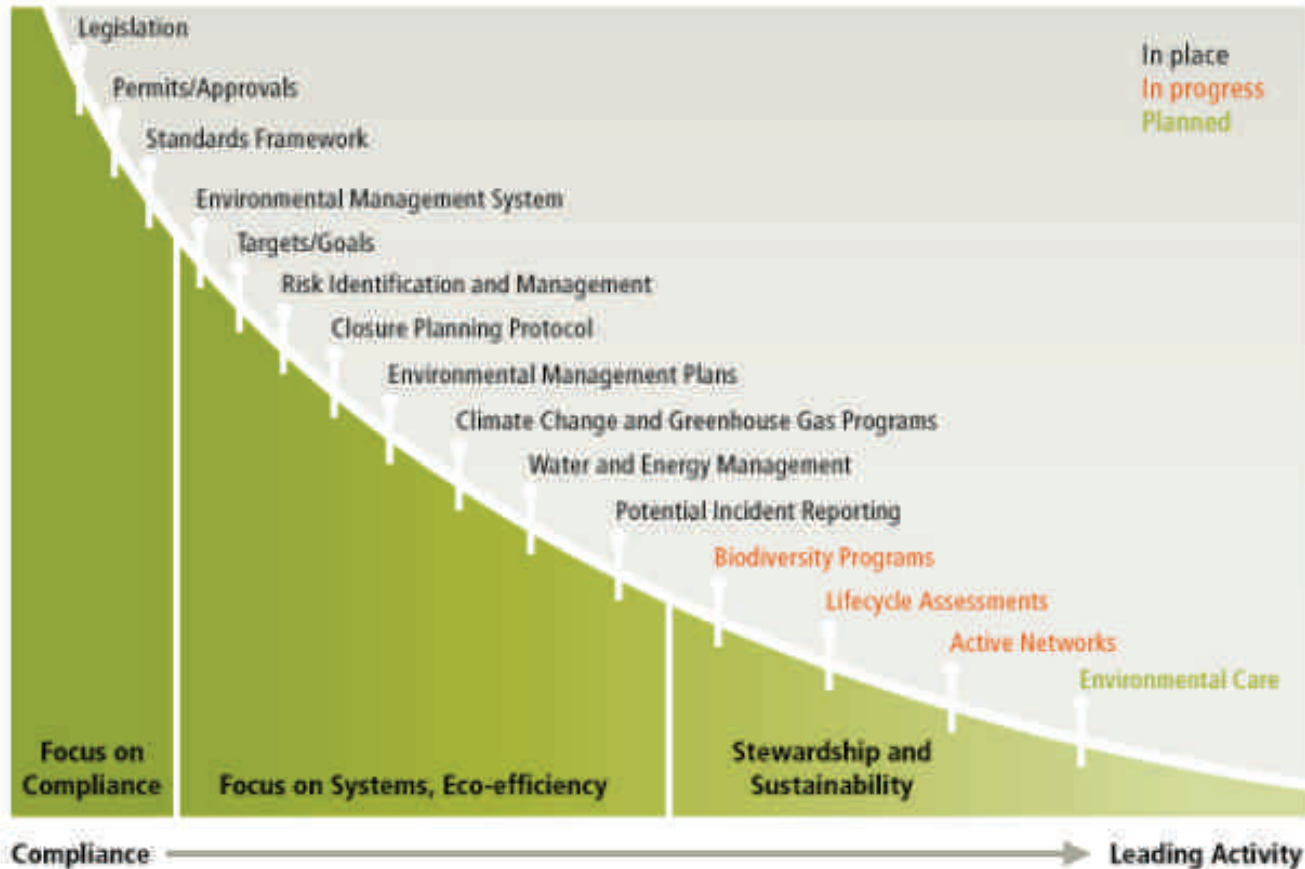 Legislation
In place
In progress
Planned
Permits/Approvals
Standards Framework
Environmental Management System
Targets/Goals
Risk Identification and Management
Closure Planning Protocol
Environmental Management Plans
Climate Change and Greenhouse Gas Programs
Water and Energy Management
Potential Incident Reporting
Biodiversity Programs
Lifecycle Assessments
Active Networks
Environmental Care
Focus on
Compliance
Focus on Systems, Eco-efficiency
Stewardship and
Sustainability
Compliance
Leading Activity